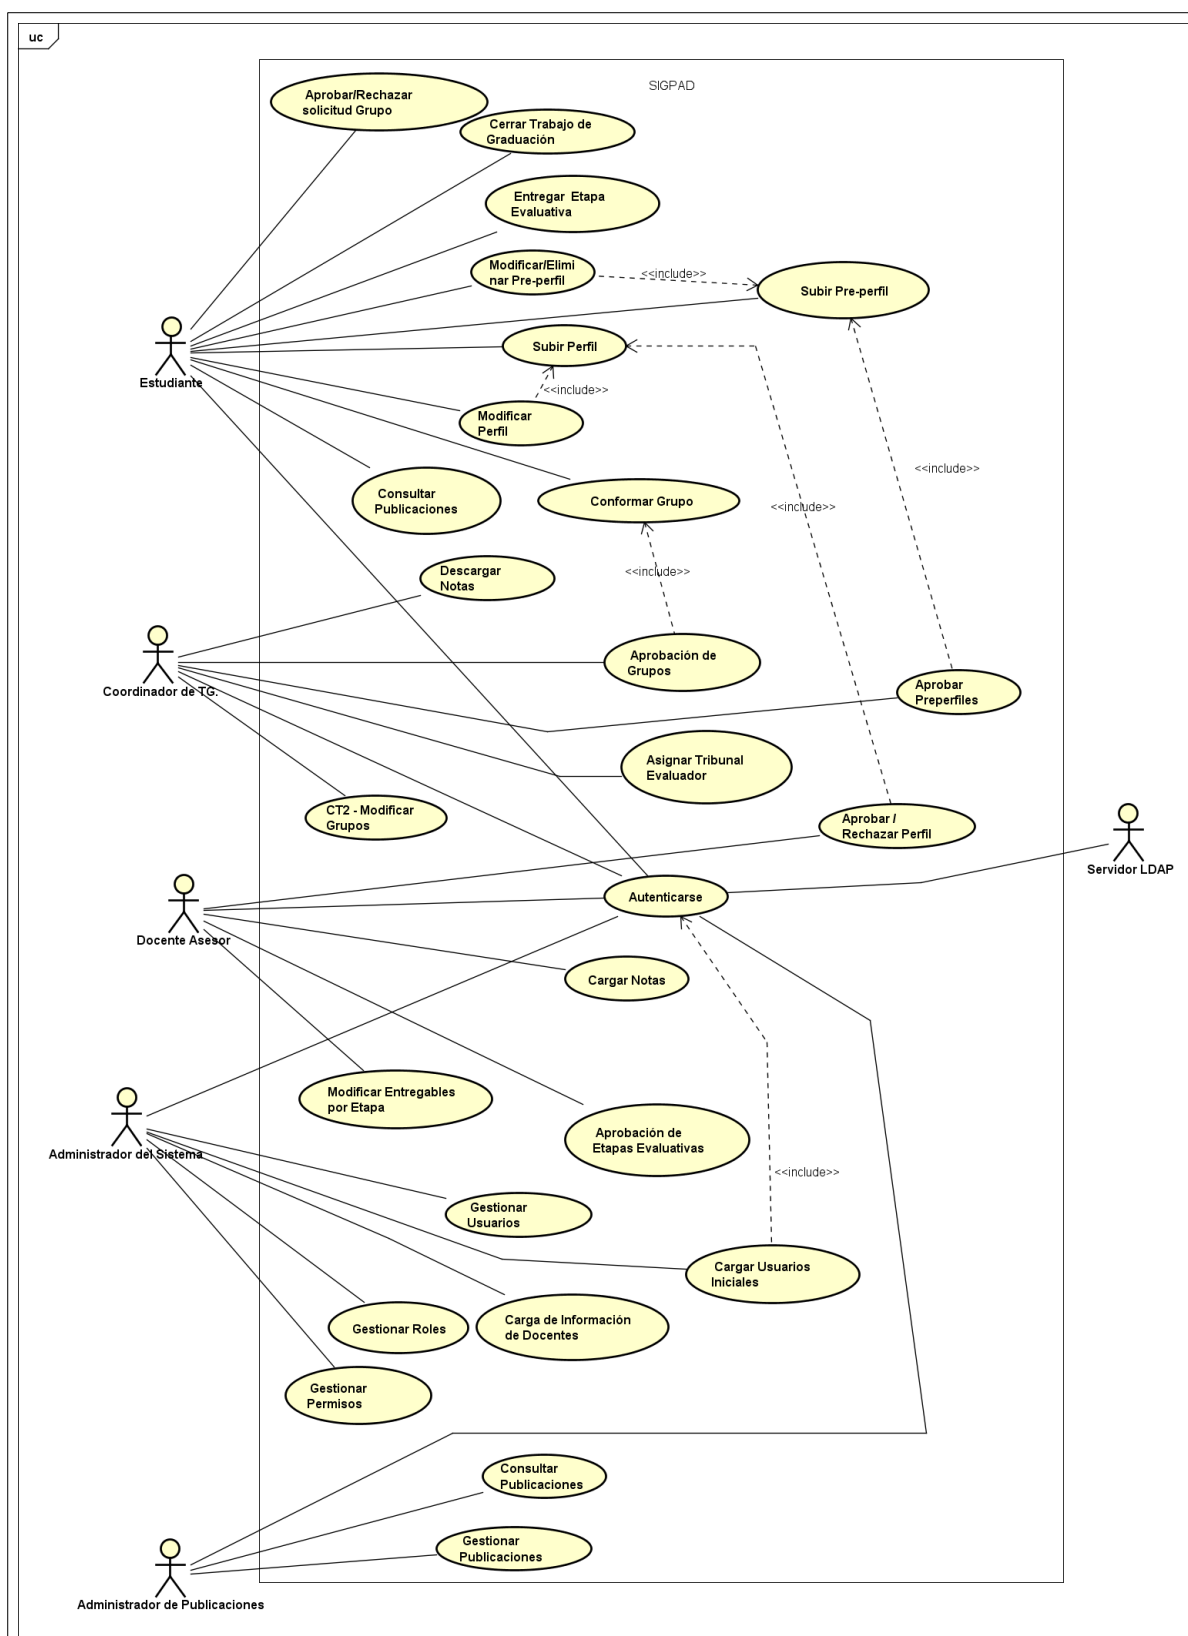 uc
SIGPAD
Aprobar/Rechazar
solicitud Grupo
Cerrar Trabajo de
Graduación
Entregar Etapa
Evaluativa
Modificar/Elimi
nar Pre-perfil
<<include>>
Subir Pre-perfil
Subir Perfil
Estudiante
<<include>>
Modificar
Perfil
<<include>>
Consultar
Publicaciones
Conformar Grupo
<<include>>
Descargar
Notas
<<include>>
Aprobación de
Grupos
Coordinador de TG.
Aprobar
Preperfiles
Asignar Tribunal
Evaluador
CT2 - Modificar
Grupos
Aprobar /
Rechazar Perfil
Servidor LDAP
Autenticarse
Docente Asesor
Cargar Notas
Modificar Entregables
por Etapa
Aprobación de
Etapas Evaluativas
Administrador del Sistema
<<include>>
Gestionar
Usuarios
Cargar Usuarios
Iniciales
Carga de Información
de Docentes
Gestionar Roles
Gestionar
Permisos
Consultar
Publicaciones
Gestionar
Publicaciones
Administrador de Publicaciones